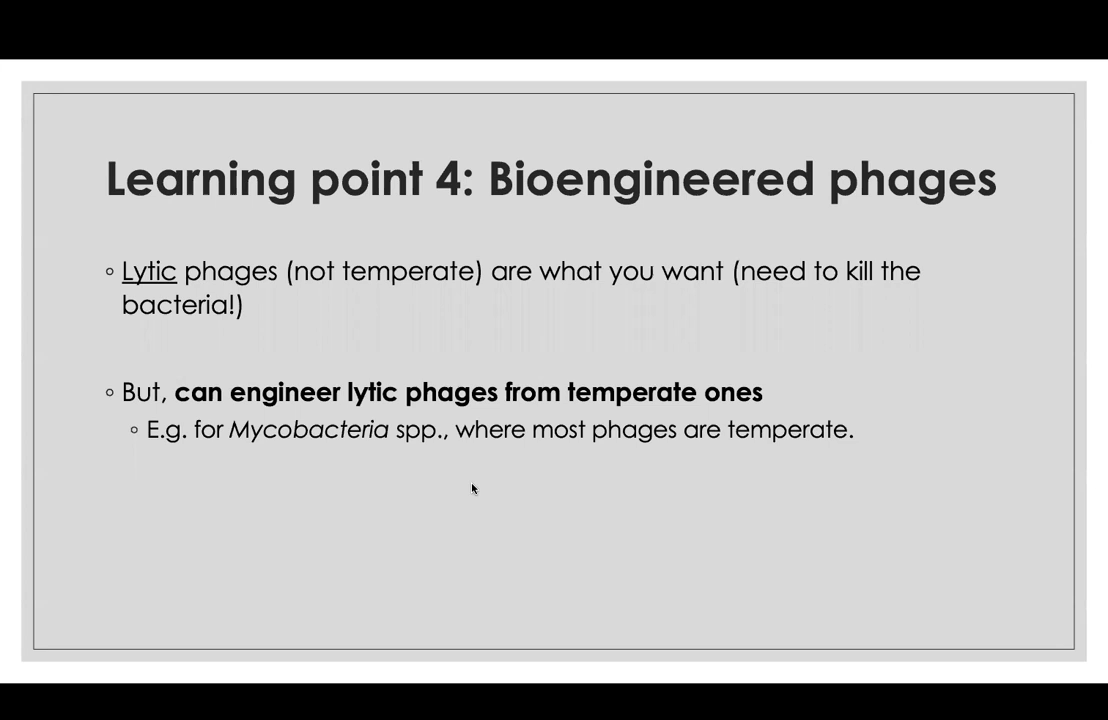 Learning point 4: Bioengineered phages
◦ Lytic phages (not temperate) are what you want (need to kill the
bacteria!)
◦ But, can engineer lytic phages from temperate ones
◦ E.g. for Mycobacteria spp., where most phages are temperate.